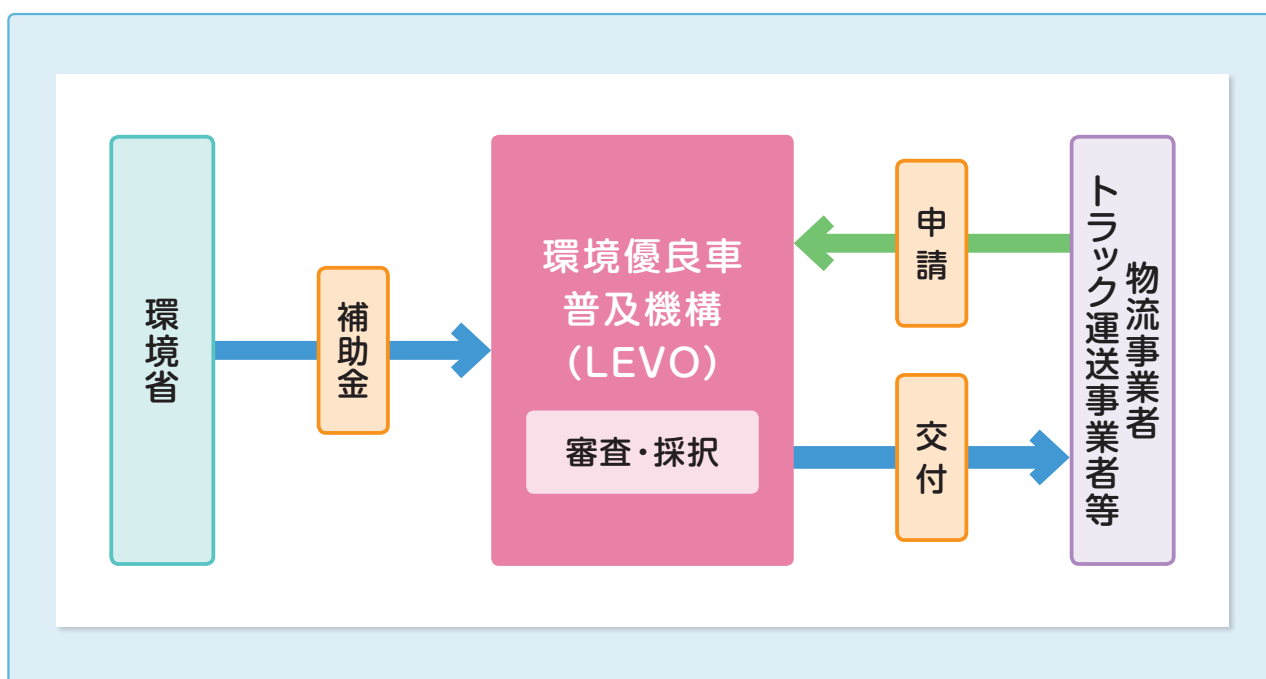 環境省
補助金
環境優良車
普及機構
（LEVO）
審査・採択
申請
交付
物流事業者
トラック運送事業者等